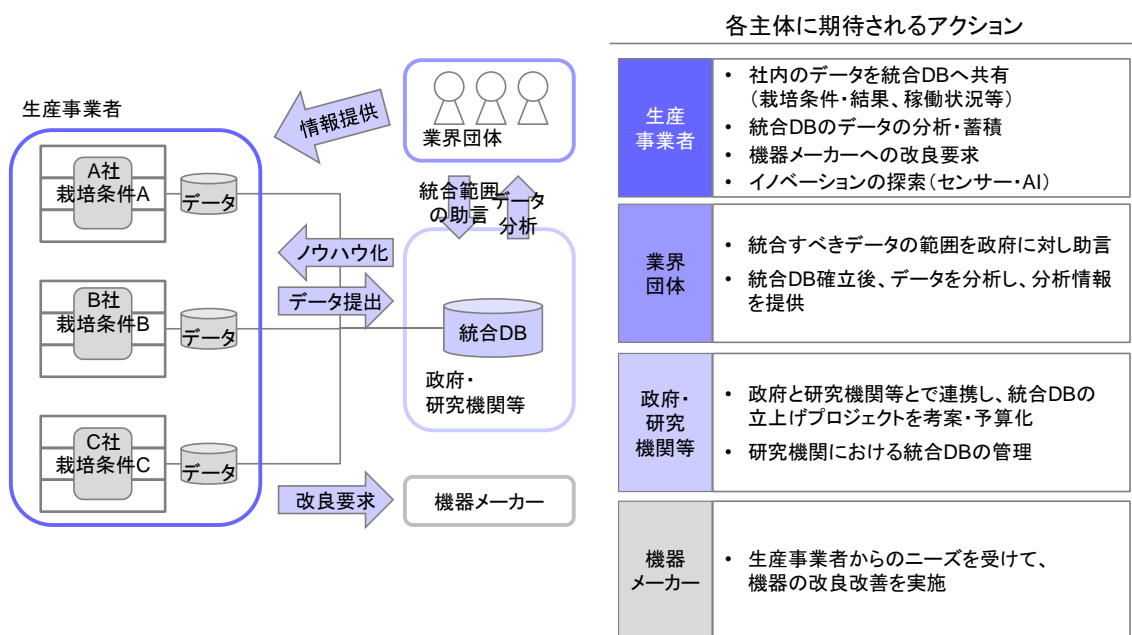 各主体に期待されるアクション
生産事業者
A社
栽培条件A
データ
B社
栽培条件B
データ
C社
栽培条件C
データ
情報提供
業界団体
統合範囲
の助言
データ
分析
ノウハウ化
データ提出
統合DB
政府・
研究機関等
改良要求
機器メーカー
生産
事業者
• 社内のデータを統合DBへ共有
（栽培条件・結果、稼働状況等）
• 統合DBのデータの分析・蓄積
• 機器メーカーへの改良要求
• イノベーションの探索（センサー・AI）
業界
団体
• 統合すべきデータの範囲を政府に対し助言
• 統合DB確立後、データを分析し、分析情報
を提供
政府・
研究
機関等
• 政府と研究機関等とで連携し、統合DBの
立上げプロジェクトを考案・予算化
• 研究機関における統合DBの管理
機器
メーカー
• 生産事業者からのニーズを受けて、
機器の改良改善を実施